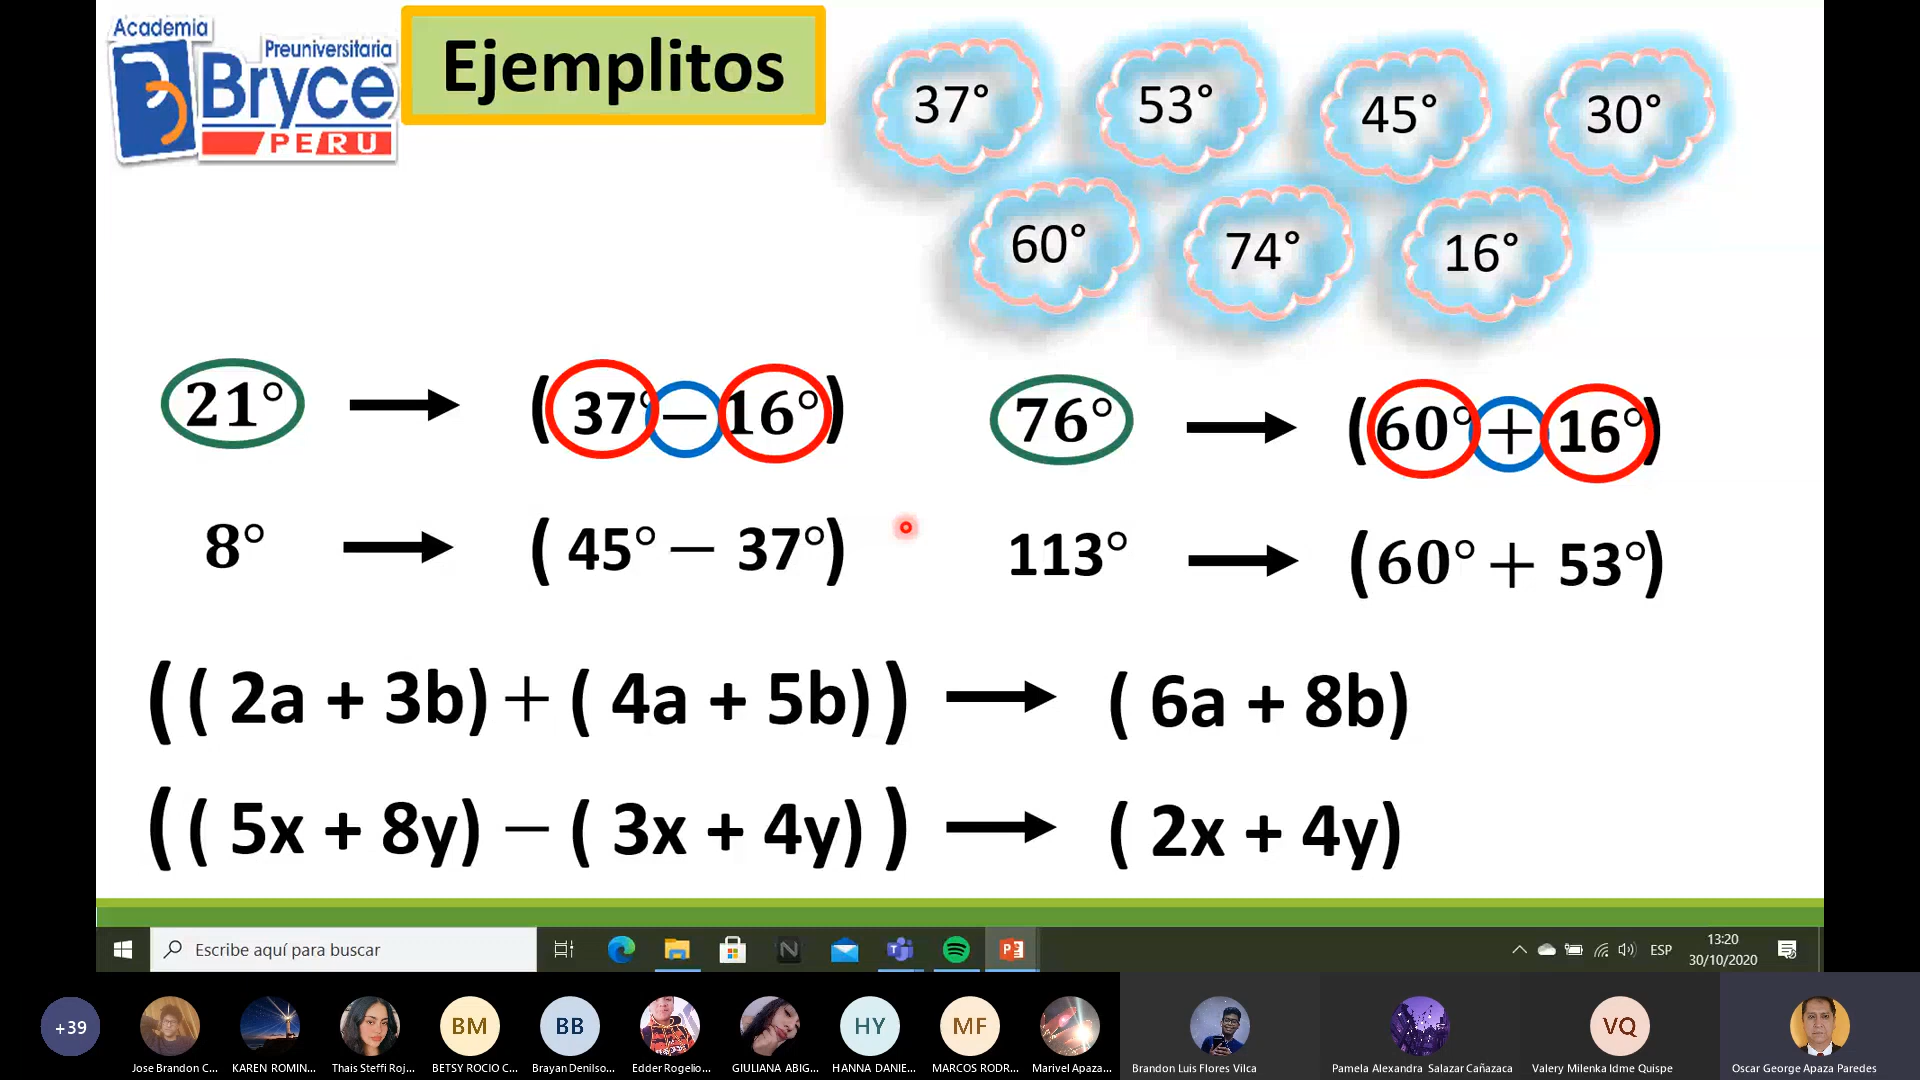 Academia
Preuniversitaria
Bryce
PERU
Ejemplitos
37° 53° 45° 30°
60° 74° 16°
21° → (37° − 16°) 76° → (60° + 16°)
8° → (45° − 37°) 113° → (60° + 53°)
((2a + 3b) + (4a + 5b)) → (6a + 8b)
((5x + 8y) − (3x + 4y)) → (2x + 4y)
Escribe aquí para buscar
ESP
13:20
30/10/2020
+39
BM
BB
HY
MF
VQ
Jose Brandon C...
KAREN ROMIN...
Thais Steffi Roj...
BETSY ROCIO C...
Brayan Denilso...
Edder Rogelio...
GIULIANA ABIG...
HANNA DANIE...
MARCOS RODR...
Marivel Apaza...
Brandon Luis Flores Vilca
Pamela Alexandra Salazar Cañazaca
Valery Milenka Idme Quispe
Oscar George Apaza Paredes